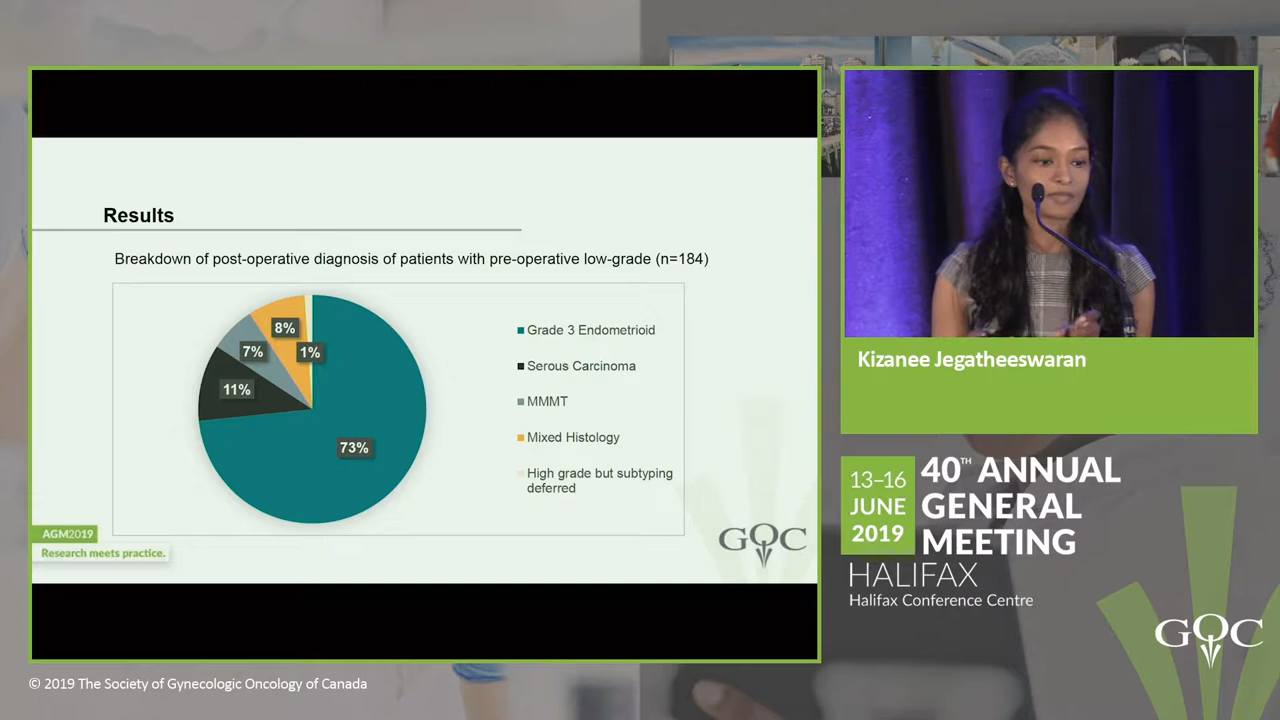 Results
Breakdown of post-operative diagnosis of patients with pre-operative low-grade (n=184)
8%
1%
7%
11%
73%
Grade 3 Endometrioid
Serous Carcinoma
MMMT
Mixed Histology
High grade but subtyping
deferred
AGM2019
Research meets practice.
GOC
Kizanee Jegatheeswaran
13–16
JUNE
2019
40TH ANNUAL
GENERAL
MEETING
HALIFAX
Halifax Conference Centre
GOC
© 2019 The Society of Gynecologic Oncology of Canada